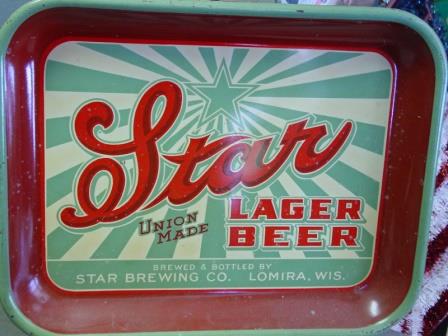 Star
UNION
MADE
LAGER
BEER
BREWED & BOTTLED BY
STAR BREWING CO. LOMIRA, WIS.